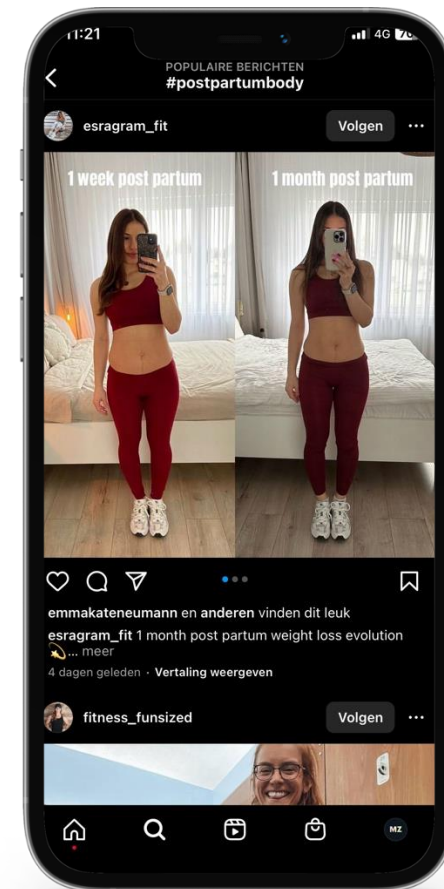 11:21
4G
POPULAIRE BERICHTEN
#postpartumbody
esragram_fit
Volgen
1 week post partum
1 month post partum
emmakateneumann en anderen vinden dit leuk
esragram_fit 1 month post partum weight loss evolution
... meer
4 dagen geleden · Vertaling weergeven
fitness_funsized
Volgen
MZ